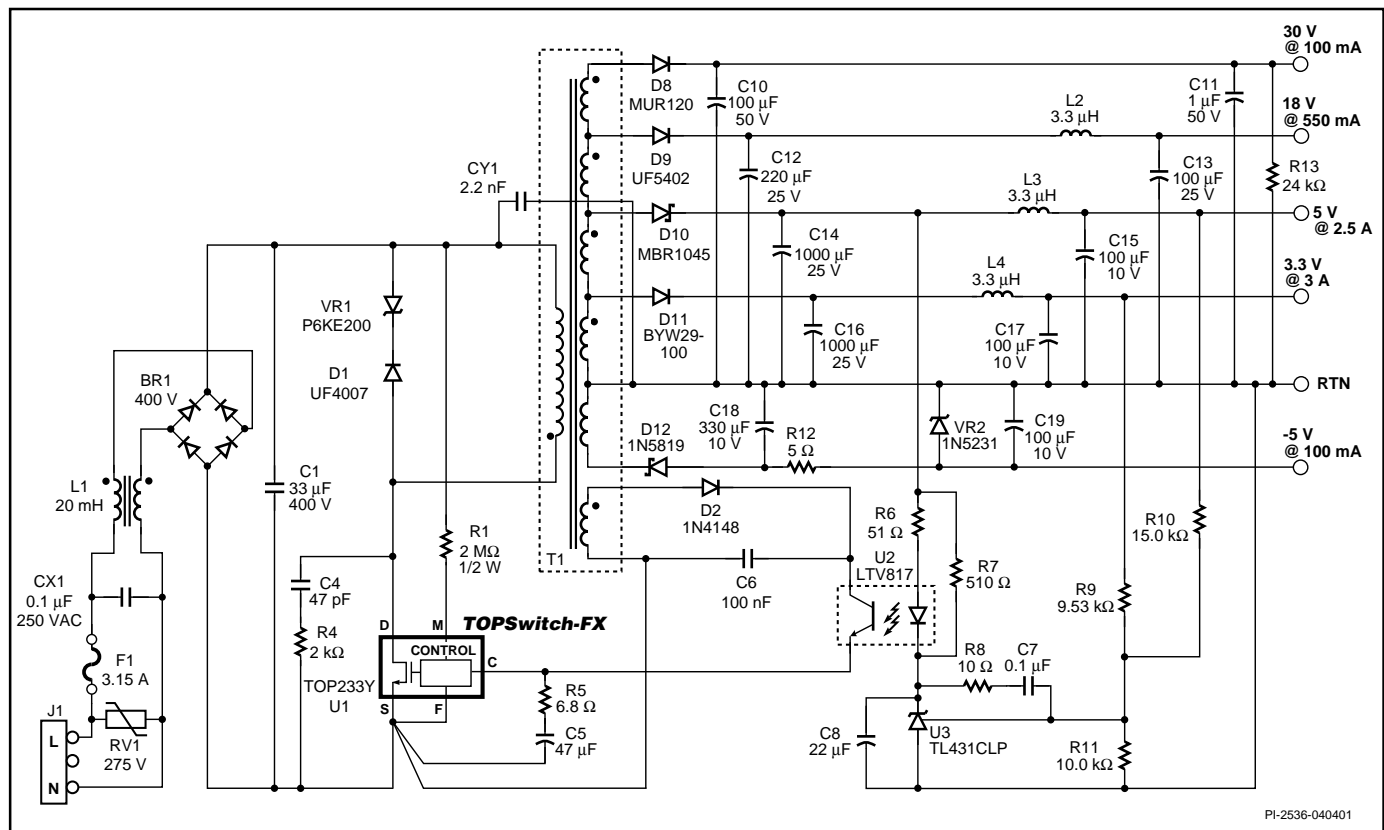 30 V
@ 100 mA
D8
MUR120
C10
100 µF
50 V
C11
1 µF
50 V
L2
3.3 µH
18 V
@ 550 mA
D9
UF5402
C12
220 µF
25 V
C13
100 µF
25 V
R13
24 kΩ
CY1
2.2 nF
L3
3.3 µH
5 V
@ 2.5 A
D10
MBR1045
C14
1000 µF
25 V
C15
100 µF
10 V
L4
3.3 µH
3.3 V
@ 3 A
D11
BYW29-
100
C16
1000 µF
25 V
C17
100 µF
10 V
VR1
P6KE200
D1
UF4007
BR1
400 V
RTN
C18
330 µF
10 V
VR2
1N5231
C19
100 µF
10 V
D12
1N5819
R12
5 Ω
-5 V
@ 100 mA
L1
20 mH
C1
33 µF
400 V
R1
2 MΩ
1/2 W
T1
D2
1N4148
C6
100 nF
R6
51 Ω
U2
LTV817
R7
510 Ω
R10
15.0 kΩ
R9
9.53 kΩ
CX1
0.1 µF
250 VAC
C4
47 pF
R4
2 kΩ
TOPSwitch-FX
D
M
CONTROL
C
TOP233Y
U1
S
F
R5
6.8 Ω
C5
47 µF
R8
10 Ω
C7
0.1 µF
C8
22 µF
U3
TL431CLP
R11
10.0 kΩ
F1
3.15 A
J1
L
N
RV1
275 V
PI-2536-040401